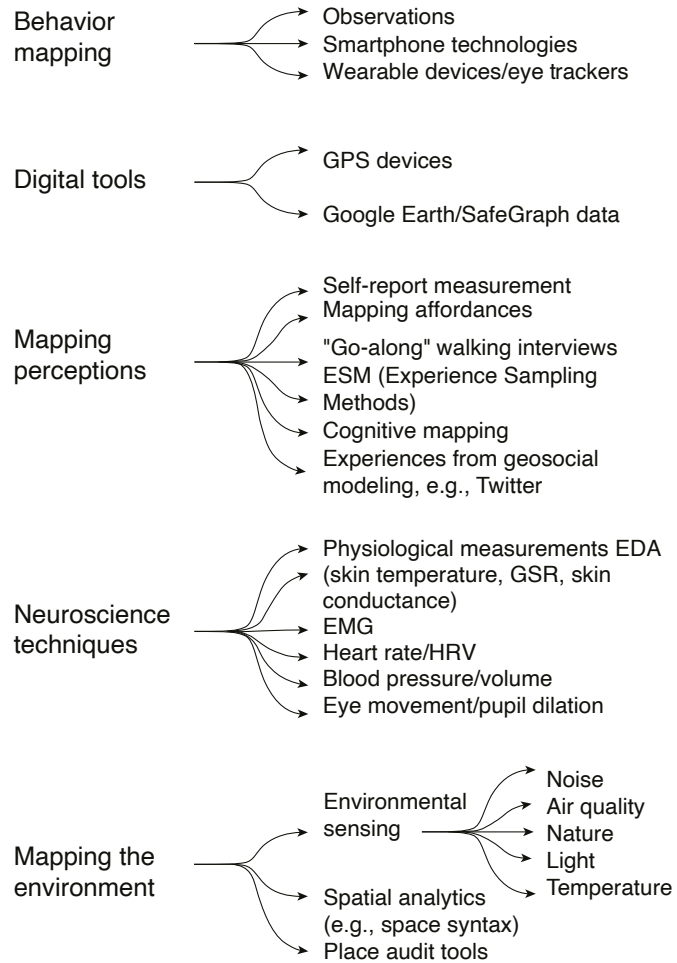 Behavior
mapping
Observations
Smartphone technologies
Wearable devices/eye trackers
Digital tools
GPS devices
Google Earth/SafeGraph data
Mapping
perceptions
Self-report measurement
Mapping affordances
"Go-along" walking interviews
ESM (Experience Sampling
Methods)
Cognitive mapping
Experiences from geosocial
modeling, e.g., Twitter
Neuroscience
techniques
Physiological measurements EDA
(skin temperature, GSR, skin
conductance)
EMG
Heart rate/HRV
Blood pressure/volume
Eye movement/pupil dilation
Mapping the
environment
Environmental
sensing
Noise
Air quality
Nature
Light
Temperature
Spatial analytics
(e.g., space syntax)
Place audit tools